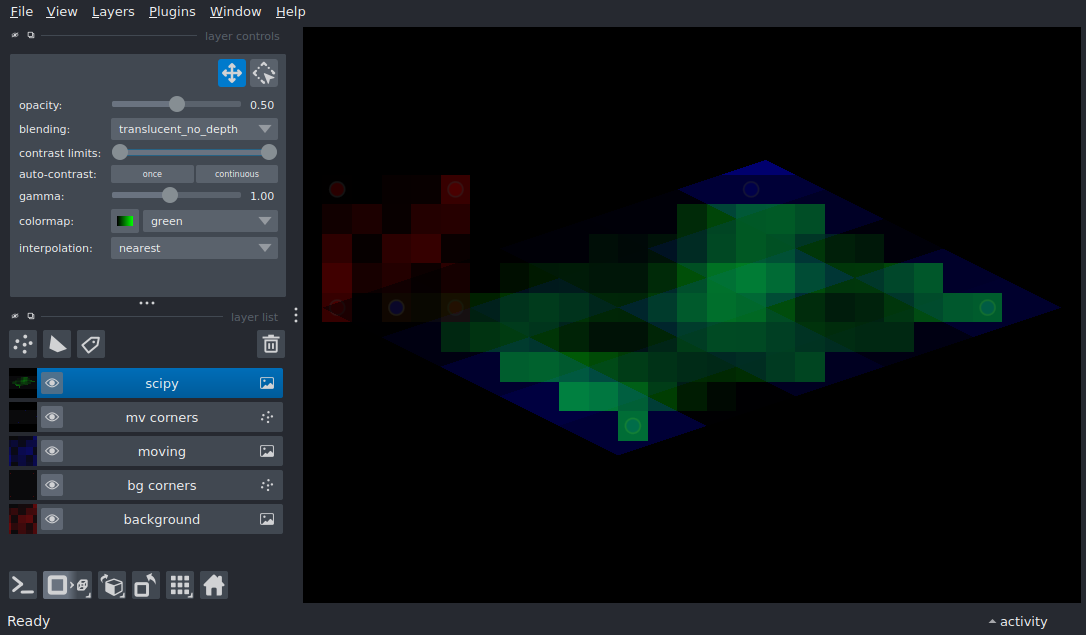 File View Layers Plugins Window Help
layer controls
opacity: 0.50
blending: translucent_no_depth
contrast limits:
auto-contrast: once continuous
gamma: 1.00
colormap: green
interpolation: nearest
layer list
scipy
mv corners
moving
bg corners
background
Ready activity